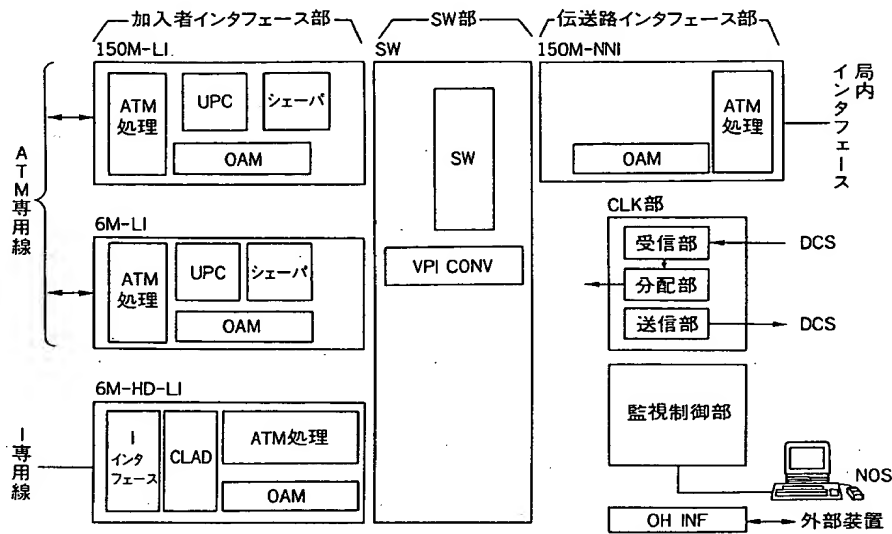 加入者インタフェース部
SW部
伝送路インタフェース部
150M-LI
SW
150M-NNI
ATM専用線
ATM
処理
UPC
シェーパ
OAM
SW
VPI CONV
OAM
ATM
処理
局内
インタフェース
6M-LI
ATM
処理
UPC
シェーパ
OAM
CLK部
受信部
DCS
分配部
送信部
DCS
6M-HD-LI
I専用線
I
インタ
フェース
CLAD
ATM処理
OAM
監視制御部
NOS
OH INF
外部装置